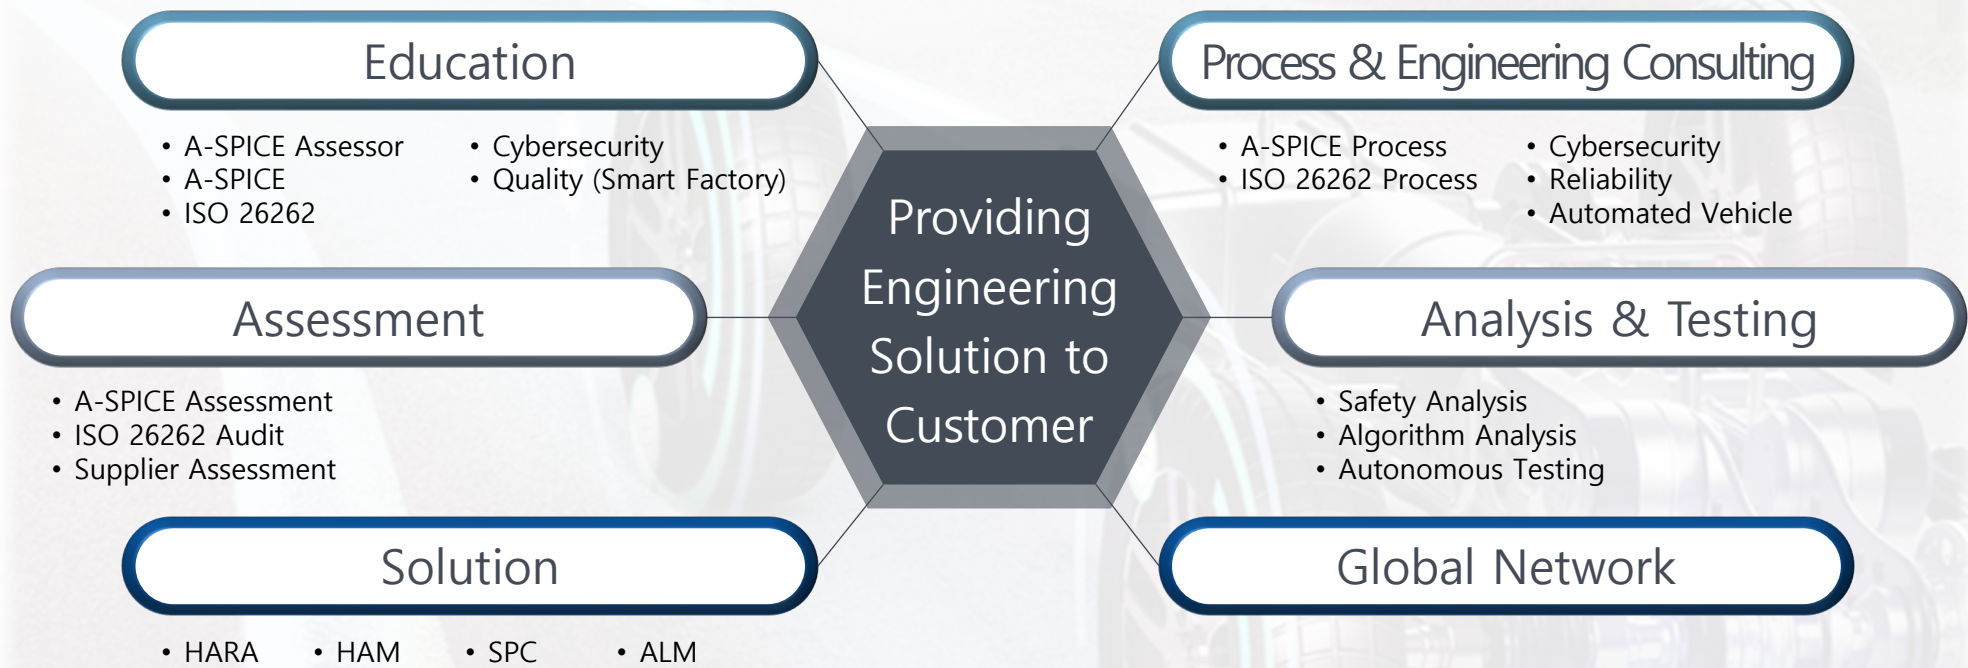 Education
• A-SPICE Assessor
• A-SPICE
• ISO 26262
• Cybersecurity
• Quality (Smart Factory)
Process & Engineering Consulting
• A-SPICE Process
• ISO 26262 Process
• Cybersecurity
• Reliability
• Automated Vehicle
Providing
Engineering
Solution to
Customer
Assessment
• A-SPICE Assessment
• ISO 26262 Audit
• Supplier Assessment
Analysis & Testing
• Safety Analysis
• Algorithm Analysis
• Autonomous Testing
Solution
• HARA • HAM • SPC • ALM
Global Network